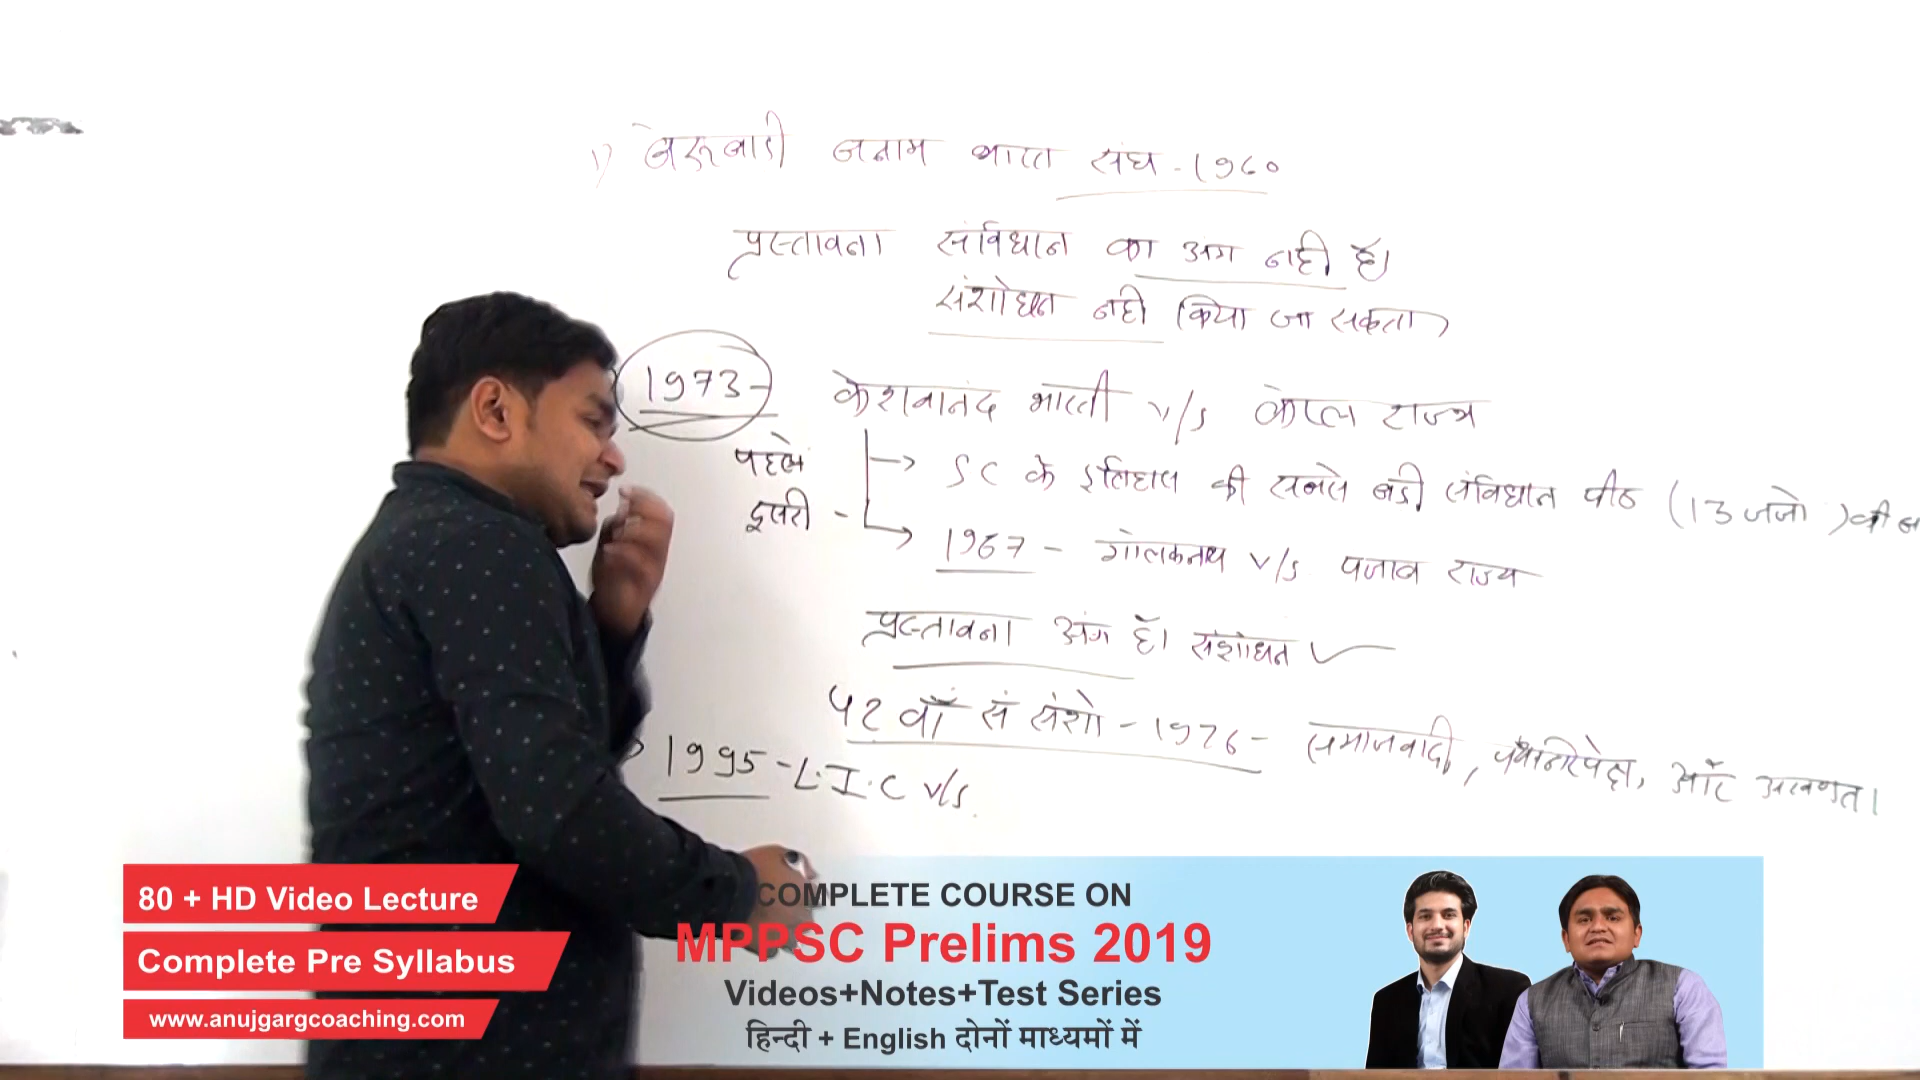 1) बेरूबाडी बनाम भारत संघ - 1960
प्रस्तावना संविधान का अंग नही है।
संशोधन नही किया जा सकता
1973- केशवानंद भारती v/s केरल राज्य
पहले → SC के इतिहास की सबसे बडी संविधान पीठ (13 जजो) की
दूसरी - → 1967 - गोलकनाथ v/s पंजाब राज्य
प्रस्तावना अंग है। संशोधन ✓
42 वाँ सं संशो - 1976 - समाजवादी, पंथनिरपेक्ष, और अखण्डता।
1995 - L.I.C v/s.
80 + HD Video Lecture
Complete Pre Syllabus
www.anujgargcoaching.com
COMPLETE COURSE ON
MPPSC Prelims 2019
Videos+Notes+Test Series
हिन्दी + English दोनों माध्यमों में